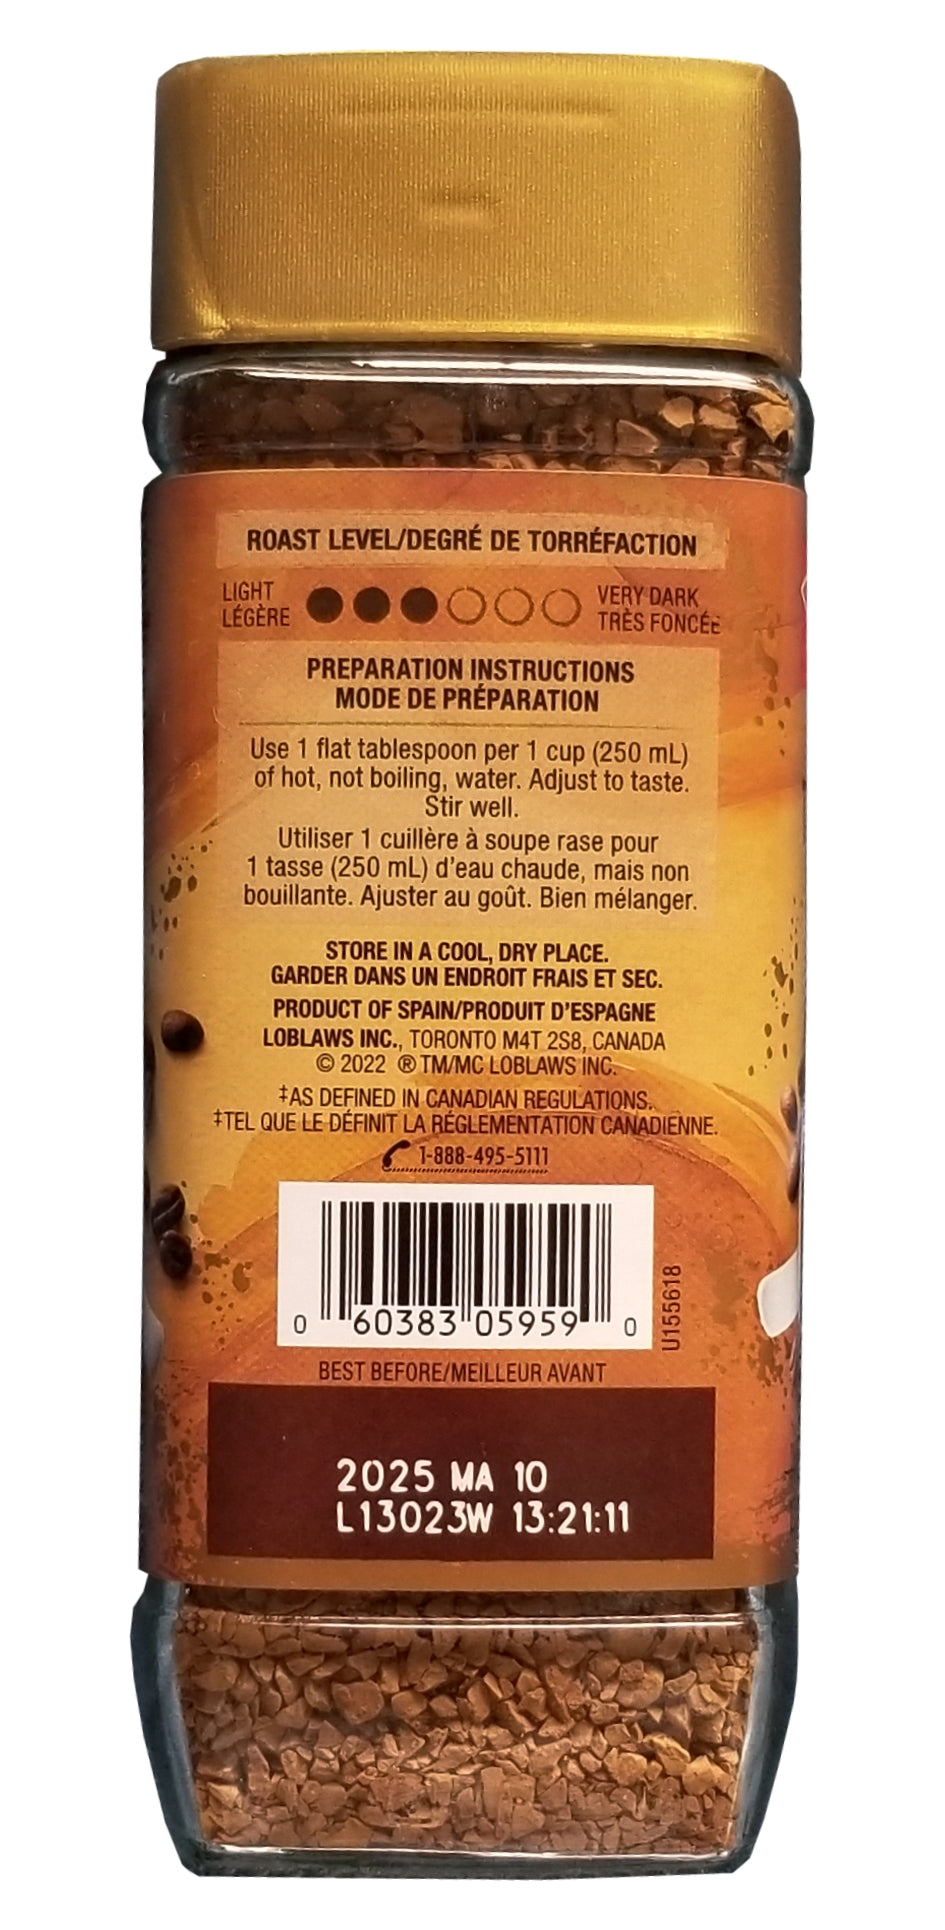 ROAST LEVEL/DEGRÉ DE TORRÉFACTION
LIGHT
LÉGÈRE
VERY DARK
TRÈS FONCÉE
PREPARATION INSTRUCTIONS
MODE DE PRÉPARATION
Use 1 flat tablespoon per 1 cup (250 mL)
of hot, not boiling, water. Adjust to taste.
Stir well.
Utiliser 1 cuillère à soupe rase pour
1 tasse (250 mL) d'eau chaude, mais non
bouillante. Ajuster au goût. Bien mélanger.
STORE IN A COOL, DRY PLACE.
GARDER DANS UN ENDROIT FRAIS ET SEC.
PRODUCT OF SPAIN/PRODUIT D'ESPAGNE
LOBLAWS INC., TORONTO M4T 2S8, CANADA
© 2022 ® TM/MC LOBLAWS INC.
‡AS DEFINED IN CANADIAN REGULATIONS.
‡TEL QUE LE DÉFINIT LA RÉGLEMENTATION CANADIENNE.
1-888-495-5111
0 60383 05959 0
U155618
BEST BEFORE/MEILLEUR AVANT
2025 MA 10
L13023W 13:21:11